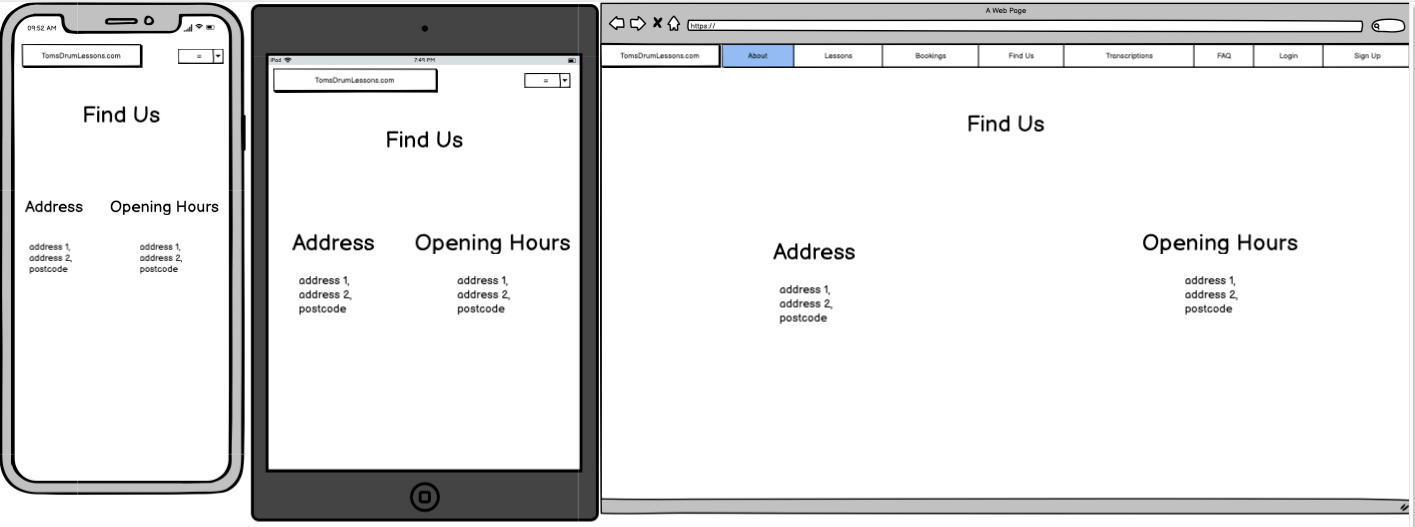 09:52 AM
TomsDrumLessons.com
=
Find Us
Address
Opening Hours
address 1,
address 2,
postcode
address 1,
address 2,
postcode
iPod
7:49 PM
TomsDrumLessons.com
=
Find Us
Address
Opening Hours
address 1,
address 2,
postcode
address 1,
address 2,
postcode
A Web Page
https://
TomsDrumLessons.com
About
Lessons
Bookings
Find Us
Transcriptions
FAQ
Login
Sign Up
Find Us
Address
Opening Hours
address 1,
address 2,
postcode
address 1,
address 2,
postcode